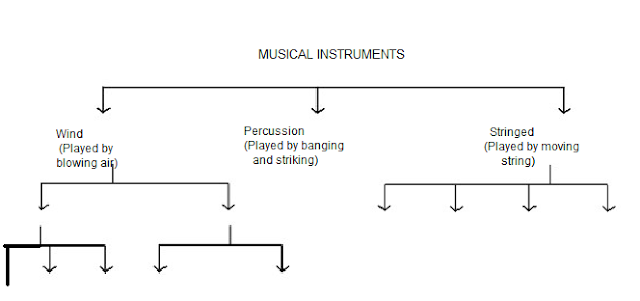 MUSICAL INSTRUMENTS
Wind
(Played by
blowing air)
Percussion
(Played by banging
and striking)
Stringed
(Played by moving
string)